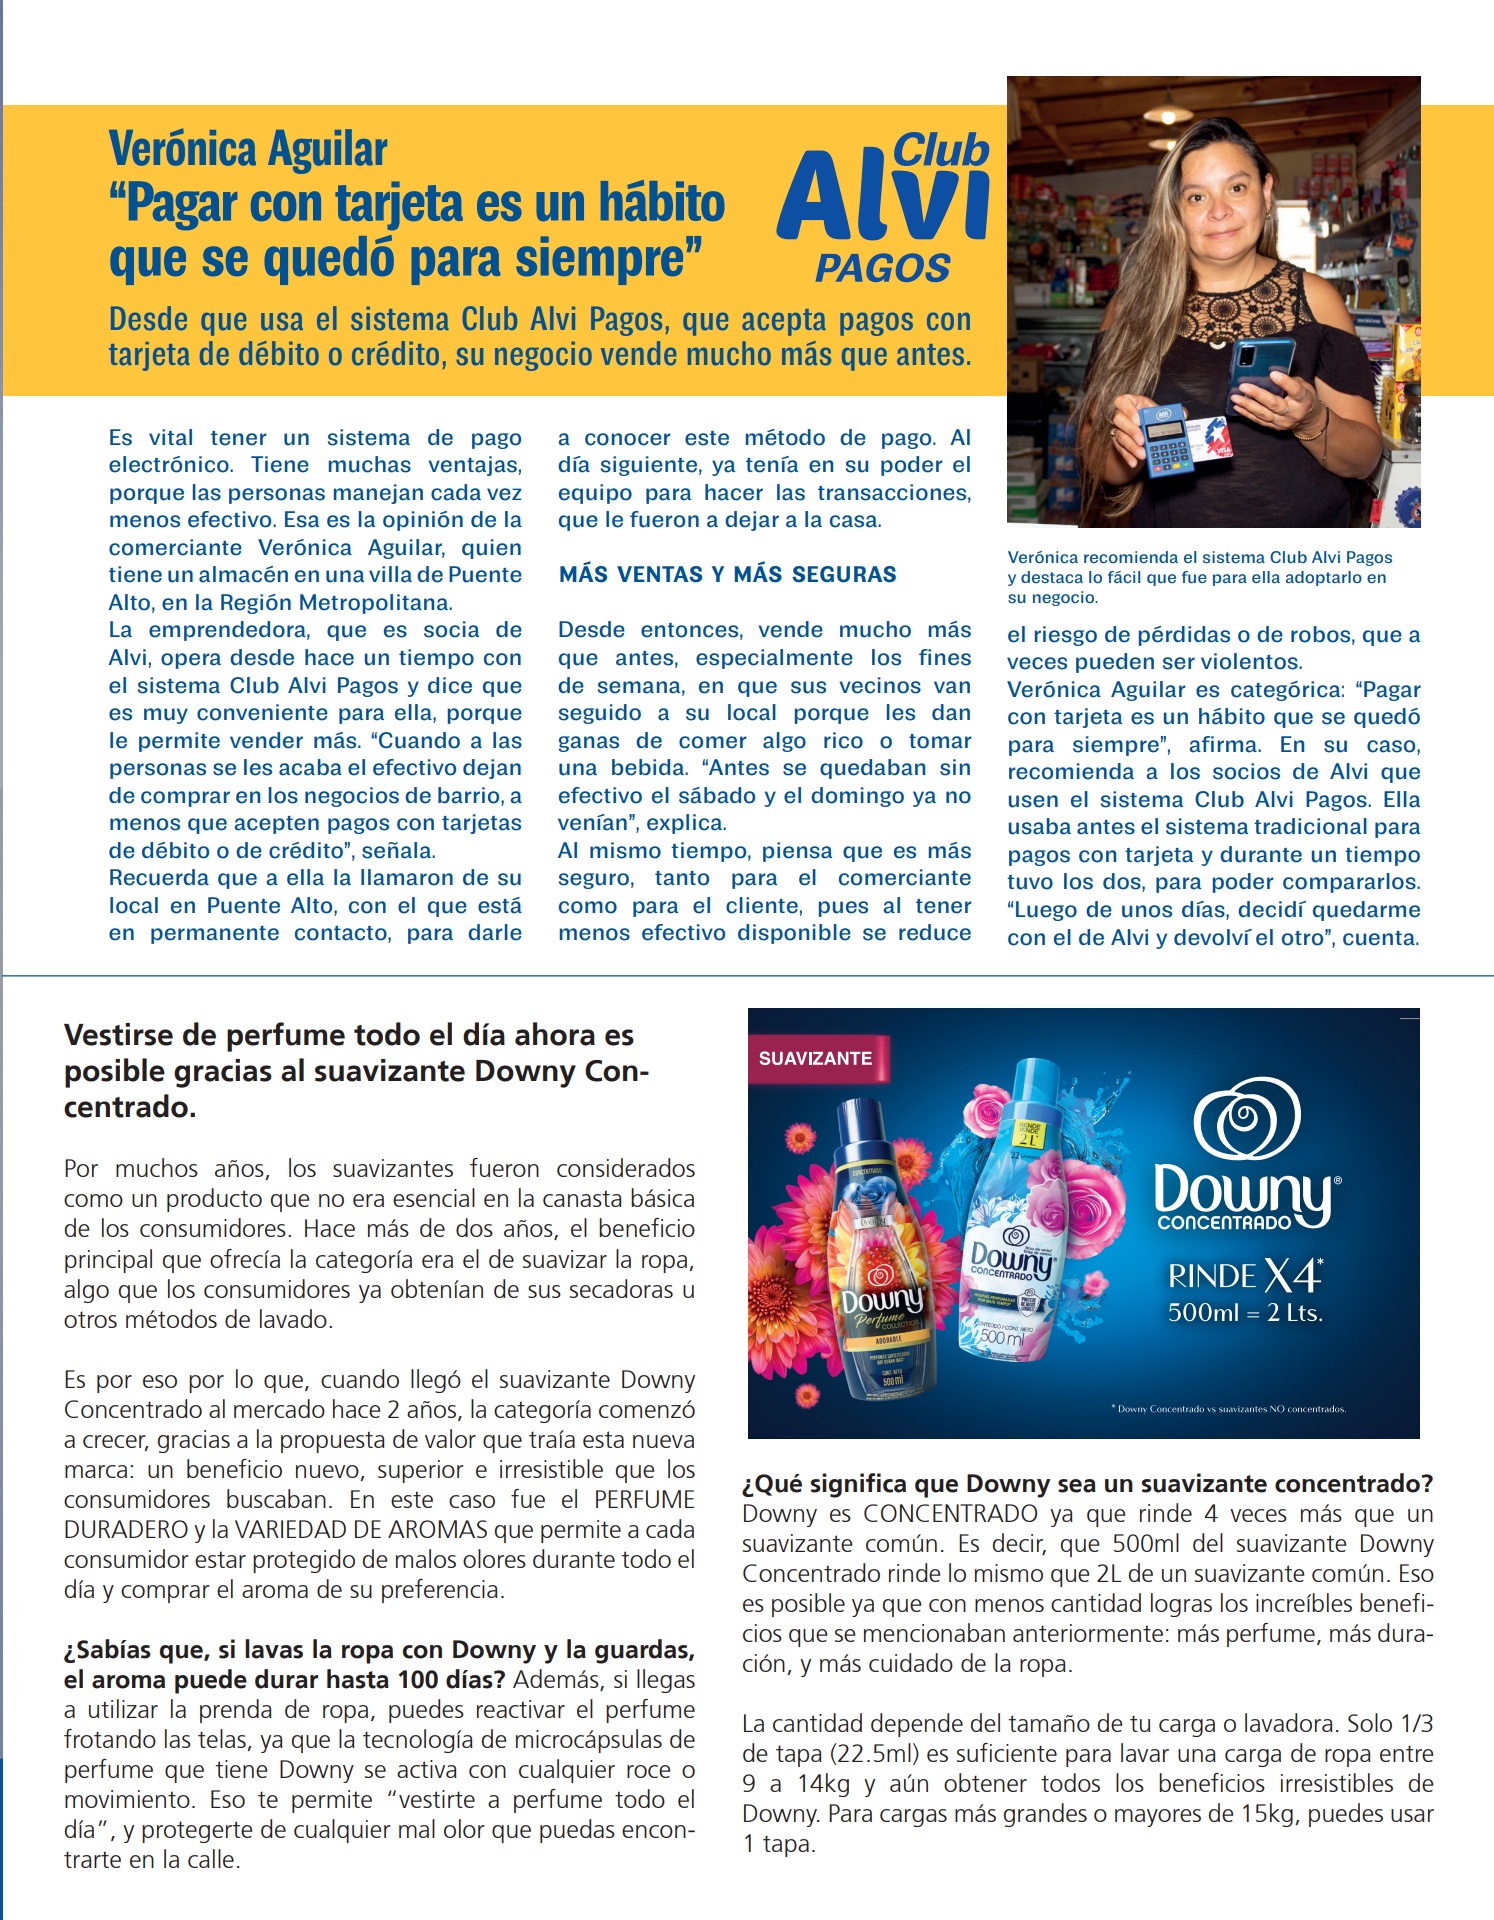 Verónica Aguilar
“Pagar con tarjeta es un hábito
que se quedó para siempre”
Desde que usa el sistema Club Alvi Pagos, que acepta pagos con
tarjeta de débito o crédito, su negocio vende mucho más que antes.
Club
Alvi
PAGOS
Es vital tener un sistema de pago
electrónico. Tiene muchas ventajas,
porque las personas manejan cada vez
menos efectivo. Esa es la opinión de la
comerciante Verónica Aguilar, quien
tiene un almacén en una villa de Puente
Alto, en la Región Metropolitana.
La emprendedora, que es socia de
Alvi, opera desde hace un tiempo con
el sistema Club Alvi Pagos y dice que
es muy conveniente para ella, porque
le permite vender más. “Cuando a las
personas se les acaba el efectivo dejan
de comprar en los negocios de barrio, a
menos que acepten pagos con tarjetas
de débito o de crédito”, señala.
Recuerda que a ella la llamaron de su
local en Puente Alto, con el que está
en permanente contacto, para darle
a conocer este método de pago. Al
día siguiente, ya tenía en su poder el
equipo para hacer las transacciones,
que le fueron a dejar a la casa.
MÁS VENTAS Y MÁS SEGURAS
Desde entonces, vende mucho más
que antes, especialmente los fines
de semana, en que sus vecinos van
seguido a su local porque les dan
ganas de comer algo rico o tomar
una bebida. “Antes se quedaban sin
efectivo el sábado y el domingo ya no
venían”, explica.
Al mismo tiempo, piensa que es más
seguro, tanto para el comerciante
como para el cliente, pues al tener
menos efectivo disponible se reduce
VISA
Verónica recomienda el sistema Club Alvi Pagos
y destaca lo fácil que fue para ella adoptarlo en
su negocio.
el riesgo de pérdidas o de robos, que a
veces pueden ser violentos.
Verónica Aguilar es categórica: “Pagar
con tarjeta es un hábito que se quedó
para siempre”, afirma. En su caso,
recomienda a los socios de Alvi que
usen el sistema Club Alvi Pagos. Ella
usaba antes el sistema tradicional para
pagos con tarjeta y durante un tiempo
tuvo los dos, para poder compararlos.
“Luego de unos días, decidí quedarme
con el de Alvi y devolví el otro”, cuenta.
Vestirse de perfume todo el día ahora es
posible gracias al suavizante Downy Con-
centrado.
Por muchos años, los suavizantes fueron considerados
como un producto que no era esencial en la canasta básica
de los consumidores. Hace más de dos años, el beneficio
principal que ofrecía la categoría era el de suavizar la ropa,
algo que los consumidores ya obtenían de sus secadoras u
otros métodos de lavado.
Es por eso por lo que, cuando llegó el suavizante Downy
Concentrado al mercado hace 2 años, la categoría comenzó
a crecer, gracias a la propuesta de valor que traía esta nueva
marca: un beneficio nuevo, superior e irresistible que los
consumidores buscaban. En este caso fue el PERFUME
DURADERO y la VARIEDAD DE AROMAS que permite a cada
consumidor estar protegido de malos olores durante todo el
día y comprar el aroma de su preferencia.
¿Sabías que, si lavas la ropa con Downy y la guardas,
el aroma puede durar hasta 100 días? Además, si llegas
a utilizar la prenda de ropa, puedes reactivar el perfume
frotando las telas, ya que la tecnología de microcápsulas de
perfume que tiene Downy se activa con cualquier roce o
movimiento. Eso te permite “vestirte a perfume todo el
día”, y protegerte de cualquier mal olor que puedas encon-
trarte en la calle.
SUAVIZANTE
CONCENTRADO
Downy
Perfume
COLLECTION
ADORABLE
CONT. NETO
500 ml
RINDE
2L
Downy
CONCENTRADO
500 ml
Downy®
CONCENTRADO
RINDE X4*
500ml = 2 Lts.
* Downy Concentrado vs suavizantes NO concentrados.
¿Qué significa que Downy sea un suavizante concentrado?
Downy es CONCENTRADO ya que rinde 4 veces más que un
suavizante común. Es decir, que 500ml del suavizante Downy
Concentrado rinde lo mismo que 2L de un suavizante común. Eso
es posible ya que con menos cantidad logras los increíbles benefi-
cios que se mencionaban anteriormente: más perfume, más dura-
ción, y más cuidado de la ropa.
La cantidad depende del tamaño de tu carga o lavadora. Solo 1/3
de tapa (22.5ml) es suficiente para lavar una carga de ropa entre
9 a 14kg y aún obtener todos los beneficios irresistibles de
Downy. Para cargas más grandes o mayores de 15kg, puedes usar
1 tapa.